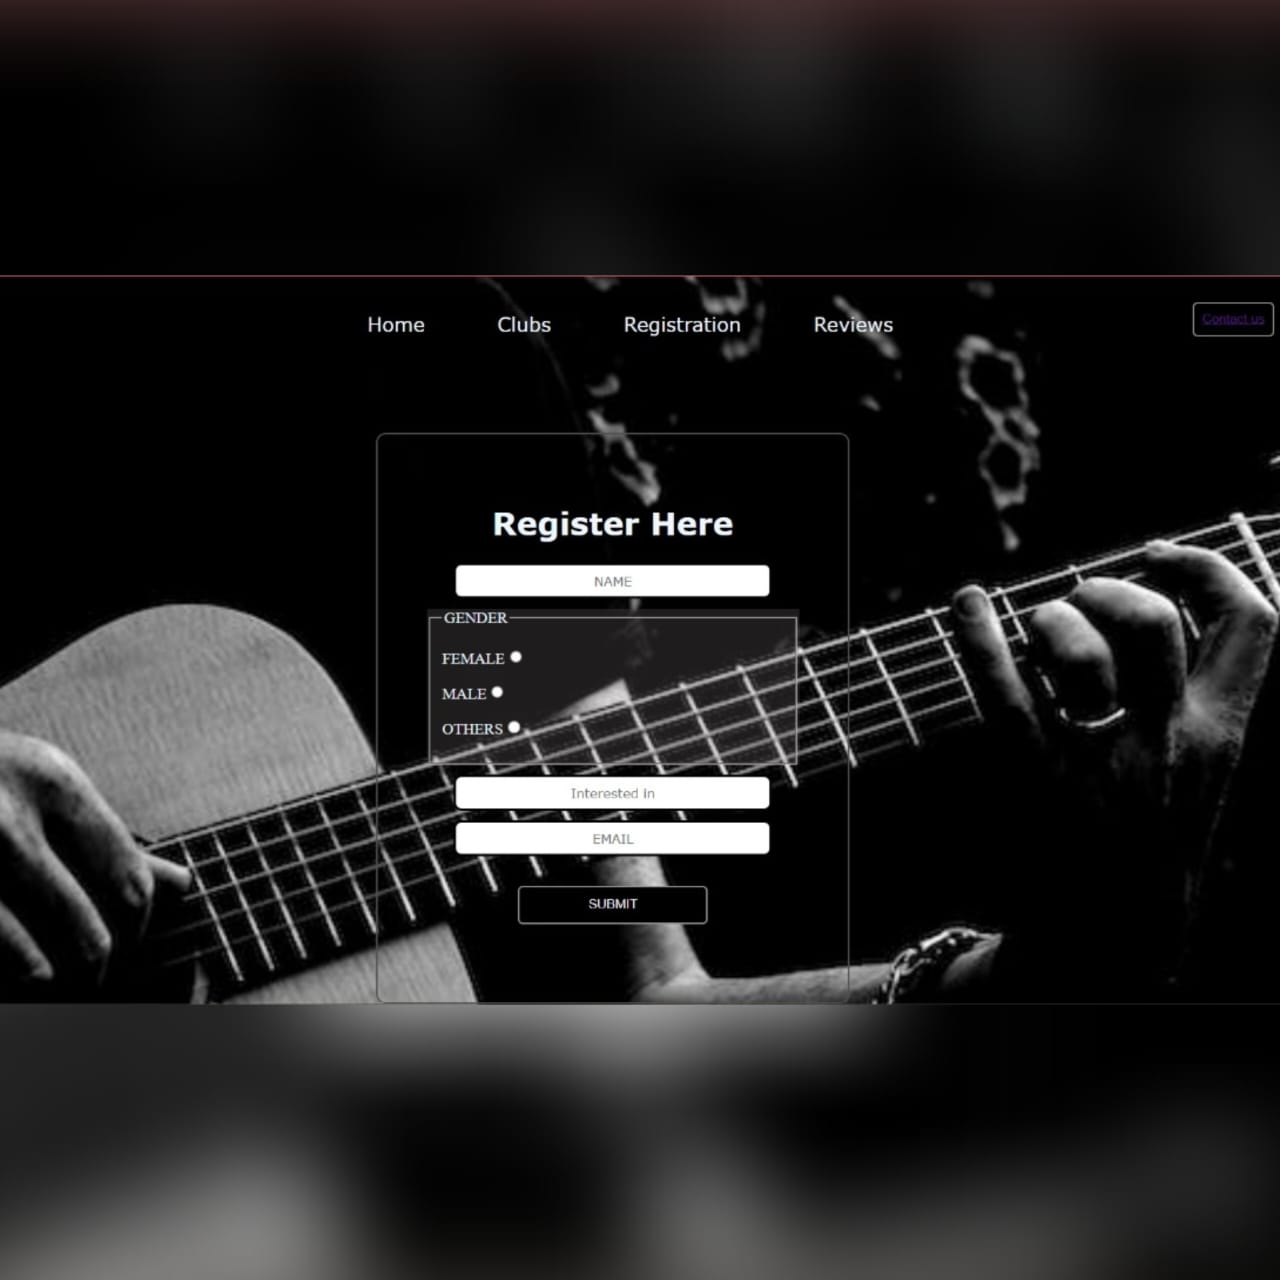 Home Clubs Registration Reviews Contact us
Register Here
NAME
GENDER
FEMALE
MALE
OTHERS
Interested in
EMAIL
SUBMIT